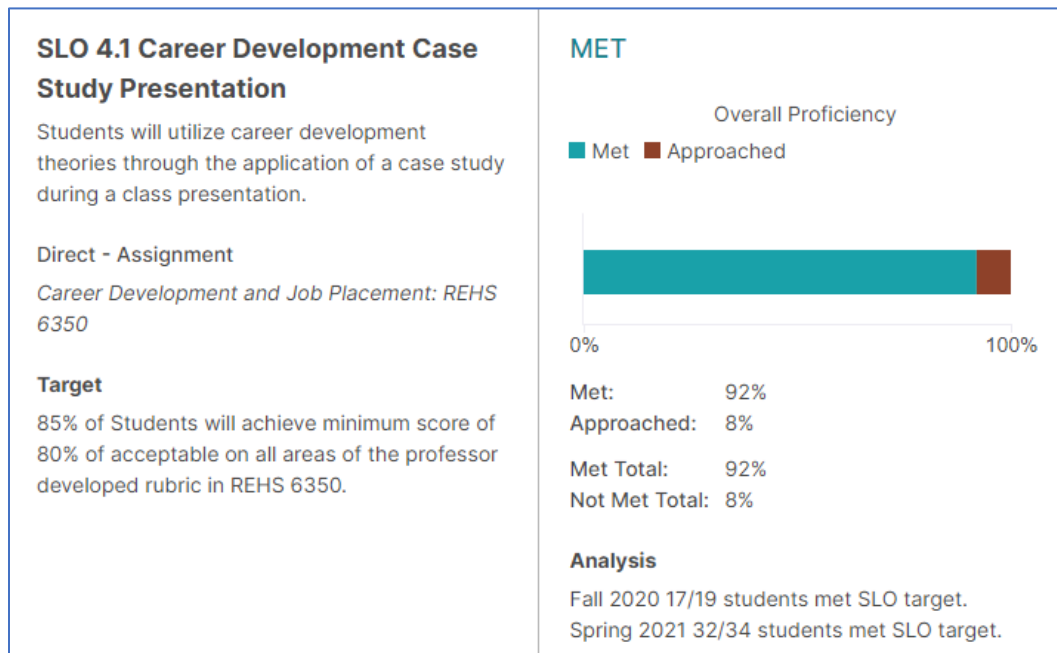 SLO 4.1 Career Development Case
Study Presentation
Students will utilize career development
theories through the application of a case study
during a class presentation.
Direct - Assignment
Career Development and Job Placement: REHS
6350
Target
85% of Students will achieve minimum score of
80% of acceptable on all areas of the professor
developed rubric in REHS 6350.
MET
Overall Proficiency
Met Approached
0% 100%
Met: 92%
Approached: 8%
Met Total: 92%
Not Met Total: 8%
Analysis
Fall 2020 17/19 students met SLO target.
Spring 2021 32/34 students met SLO target.